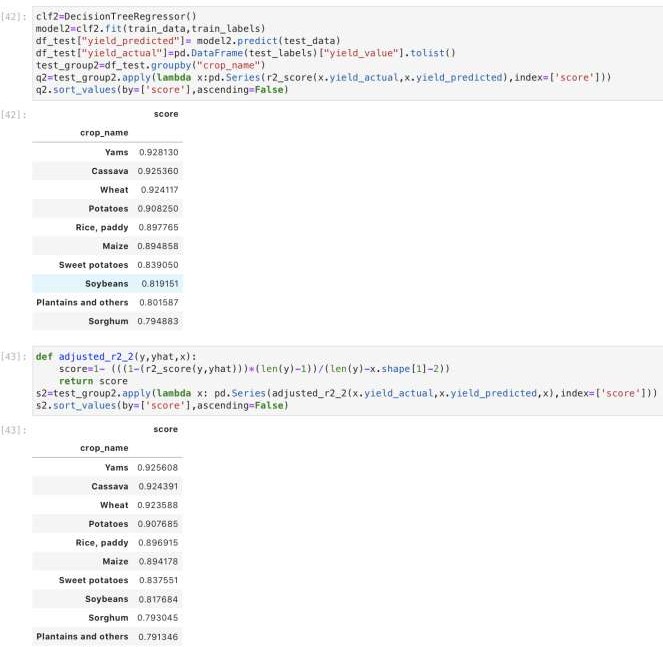 [42]:
clf2=DecisionTreeRegressor()
model2=clf2.fit(train_data,train_labels)
df_test["yield_predicted"]= model2.predict(test_data)
df_test["yield_actual"]=pd.DataFrame(test_labels)["yield_value"].tolist()
test_group2=df_test.groupby("crop_name")
q2=test_group2.apply(lambda x:pd.Series(r2_score(x.yield_actual,x.yield_predicted),index=['score']))
q2.sort_values(by=['score'],ascending=False)
[42]:
score
crop_name
Yams 0.928130
Cassava 0.925360
Wheat 0.924117
Potatoes 0.908250
Rice, paddy 0.897765
Maize 0.894858
Sweet potatoes 0.839050
Soybeans 0.819151
Plantains and others 0.801587
Sorghum 0.794883
[43]:
def adjusted_r2_2(y,yhat,x):
score=1- (((1-(r2_score(y,yhat)))*(len(y)-1))/(len(y)-x.shape[1]-2))
return score
s2=test_group2.apply(lambda x: pd.Series(adjusted_r2_2(x.yield_actual,x.yield_predicted,x),index=['score']))
s2.sort_values(by=['score'],ascending=False)
[43]:
score
crop_name
Yams 0.925608
Cassava 0.924391
Wheat 0.923588
Potatoes 0.907685
Rice, paddy 0.896915
Maize 0.894178
Sweet potatoes 0.837551
Soybeans 0.817684
Sorghum 0.793045
Plantains and others 0.791346